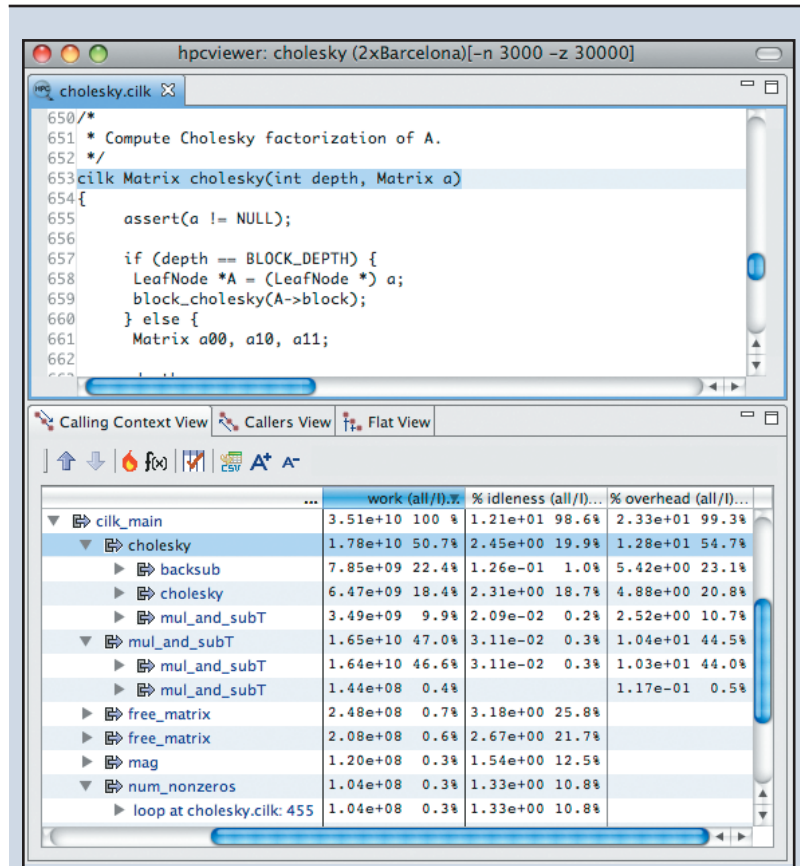 hpcviewer: cholesky (2xBarcelona)[-n 3000 -z 30000]
cholesky.cilk
650/*
651 * Compute Cholesky factorization of A.
652 */
653cilk Matrix cholesky(int depth, Matrix a)
654{
655 assert(a != NULL);
656
657 if (depth == BLOCK_DEPTH) {
658 LeafNode *A = (LeafNode *) a;
659 block_cholesky(A->block);
660 } else {
661 Matrix a00, a10, a11;
662
Calling Context View Callers View Flat View
f(x) CSV A+ A-
... work (all/I).. % idleness (all/I)... % overhead (all/I)...
cilk_main 3.51e+10 100 % 1.21e+01 98.6% 2.33e+01 99.3%
cholesky 1.78e+10 50.7% 2.45e+00 19.9% 1.28e+01 54.7%
backsub 7.85e+09 22.4% 1.26e-01 1.0% 5.42e+00 23.1%
cholesky 6.47e+09 18.4% 2.31e+00 18.7% 4.88e+00 20.8%
mul_and_subT 3.49e+09 9.9% 2.09e-02 0.2% 2.52e+00 10.7%
mul_and_subT 1.65e+10 47.0% 3.11e-02 0.3% 1.04e+01 44.5%
mul_and_subT 1.64e+10 46.6% 3.11e-02 0.3% 1.03e+01 44.0%
mul_and_subT 1.44e+08 0.4% 1.17e-01 0.5%
free_matrix 2.48e+08 0.7% 3.18e+00 25.8%
free_matrix 2.08e+08 0.6% 2.67e+00 21.7%
mag 1.20e+08 0.3% 1.54e+00 12.5%
num_nonzeros 1.04e+08 0.3% 1.33e+00 10.8%
loop at cholesky.cilk: 455 1.04e+08 0.3% 1.33e+00 10.8%